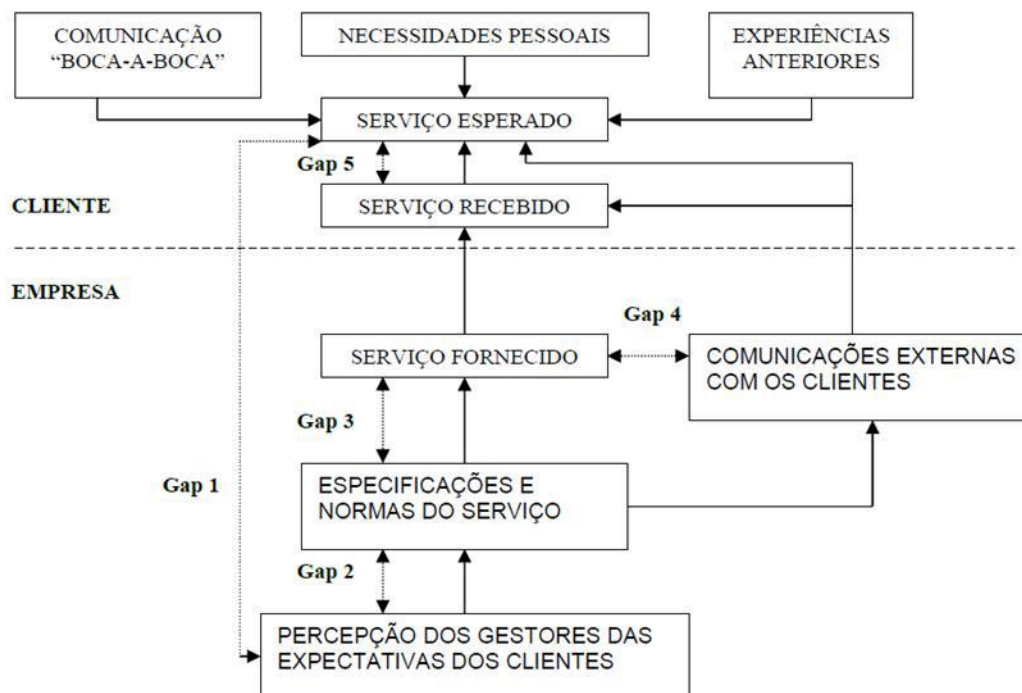 COMUNICAÇÃO
“BOCA-A-BOCA”
NECESSIDADES PESSOAIS
EXPERIÊNCIAS
ANTERIORES
SERVIÇO ESPERADO
Gap 5
CLIENTE
SERVIÇO RECEBIDO
EMPRESA
Gap 4
SERVIÇO FORNECIDO
COMUNICAÇÕES EXTERNAS
COM OS CLIENTES
Gap 3
Gap 1
ESPECIFICAÇÕES E
NORMAS DO SERVIÇO
Gap 2
PERCEPÇÃO DOS GESTORES DAS
EXPECTATIVAS DOS CLIENTES